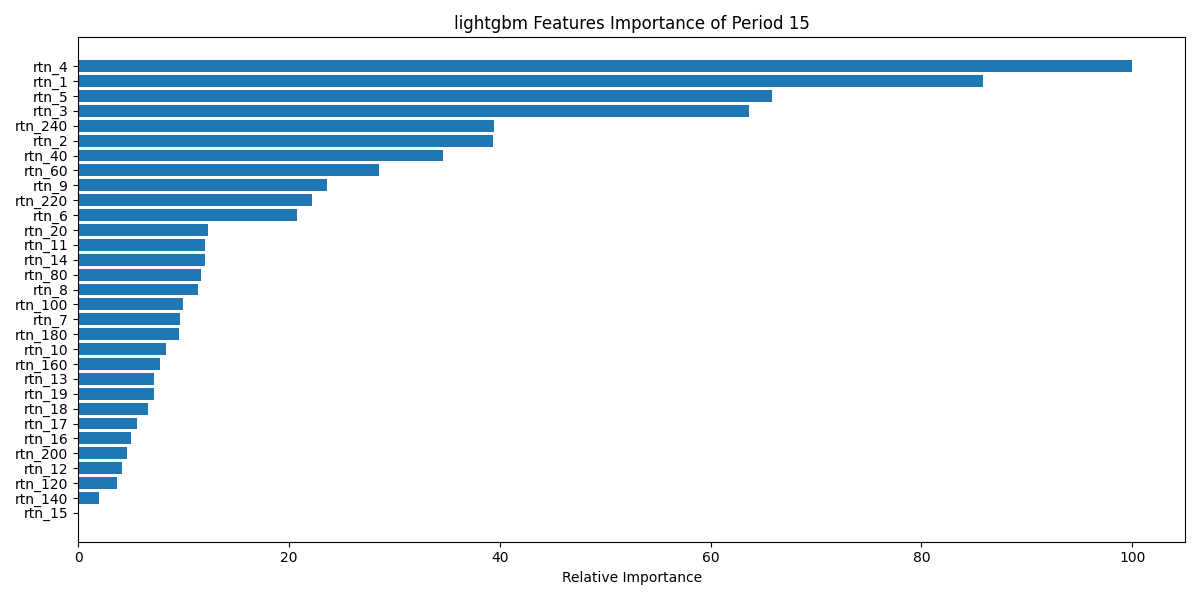 lightgbm Features Importance of Period 15
rtn_4
rtn_1
rtn_5
rtn_3
rtn_240
rtn_2
rtn_40
rtn_60
rtn_9
rtn_220
rtn_6
rtn_20
rtn_11
rtn_14
rtn_80
rtn_8
rtn_100
rtn_7
rtn_180
rtn_10
rtn_160
rtn_13
rtn_19
rtn_18
rtn_17
rtn_16
rtn_200
rtn_12
rtn_120
rtn_140
rtn_15
0 20 40 60 80 100
Relative Importance